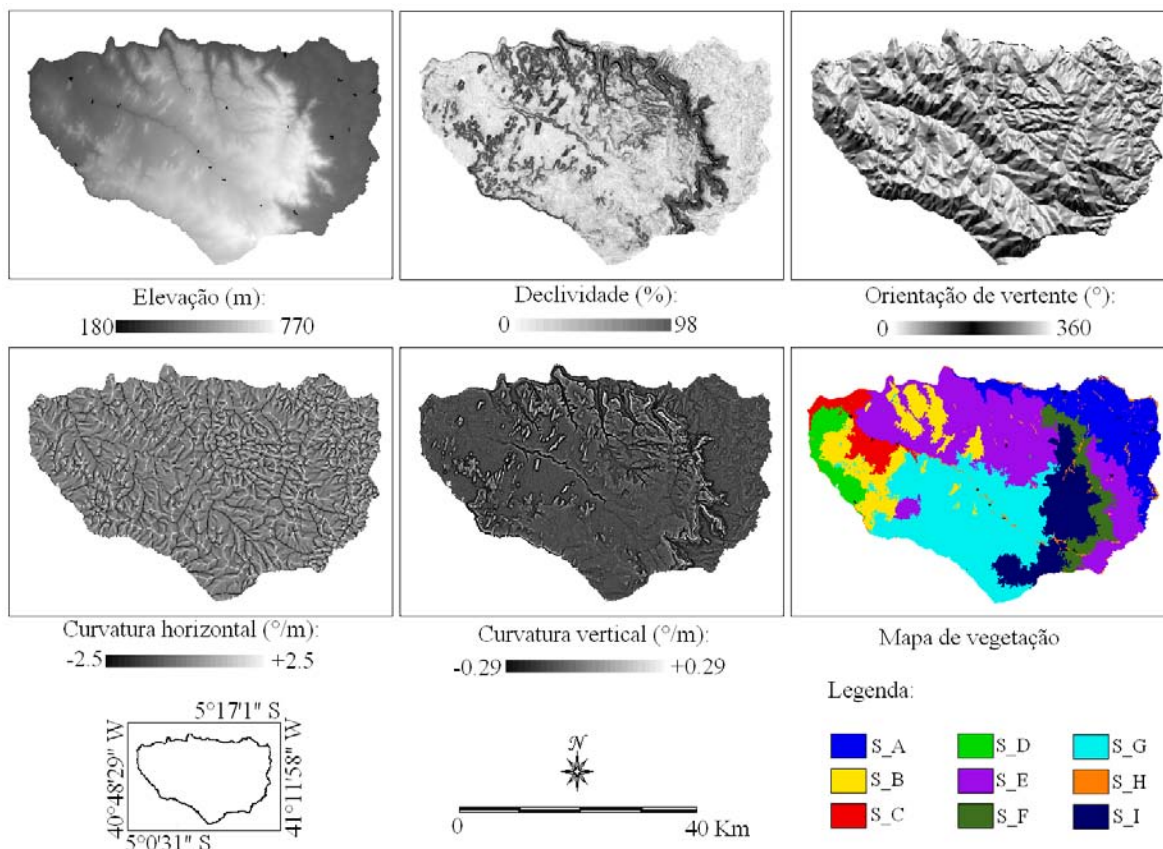 Elevação (m):
180 770
Declividade (%):
0 98
Orientação de vertente (°):
0 360
Curvatura horizontal (°/m):
-2.5 +2.5
Curvatura vertical (°/m):
-0.29 +0.29
Mapa de vegetação
5°17'1" S
40°48'29" W
41°11'58" W
5°0'31" S
N
0 40 Km
Legenda:
S_A S_D S_G
S_B S_E S_H
S_C S_F S_I